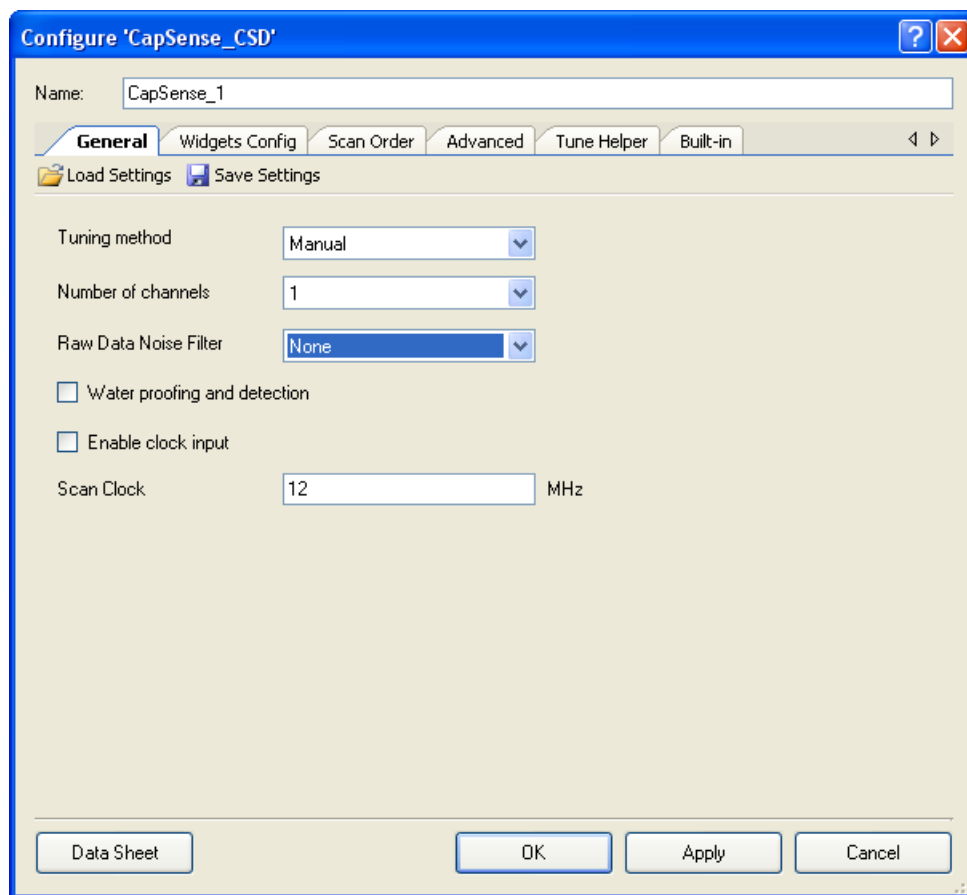 Configure 'CapSense_CSD'
Name: CapSense_1
General Widgets Config Scan Order Advanced Tune Helper Built-in
Load Settings Save Settings
Tuning method Manual
Number of channels 1
Raw Data Noise Filter None
Water proofing and detection
Enable clock input
Scan Clock 12 MHz
Data Sheet OK Apply Cancel